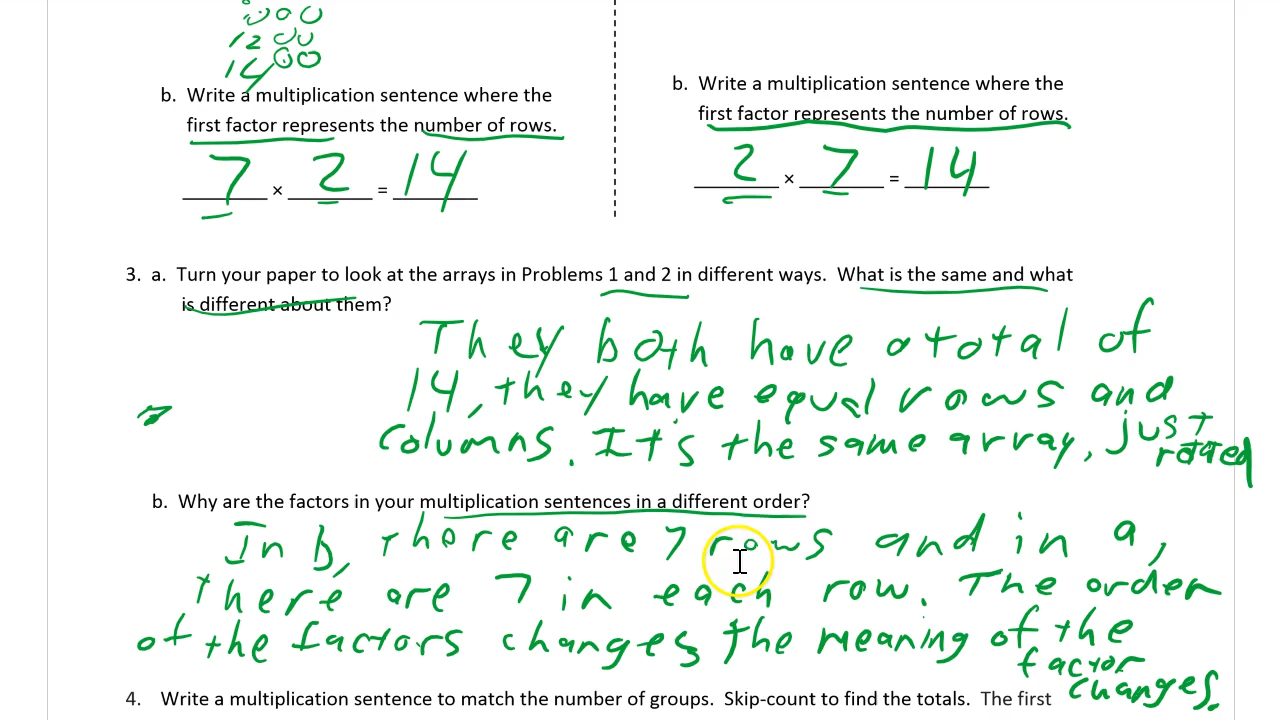 00
1200
1400
b. Write a multiplication sentence where the
first factor represents the number of rows.
7 × 2 = 14
b. Write a multiplication sentence where the
first factor represents the number of rows.
2 × 7 = 14
3. a. Turn your paper to look at the arrays in Problems 1 and 2 in different ways. What is the same and what
is different about them?
They both have a total of
14, they have equal rows and
columns. It's the same array, just
rotated
b. Why are the factors in your multiplication sentences in a different order?
In b, there are 7 rows and in a,
there are 7 in each row. The order
of the factors changes the meaning of the
factor
changes.
4. Write a multiplication sentence to match the number of groups. Skip-count to find the totals. The first